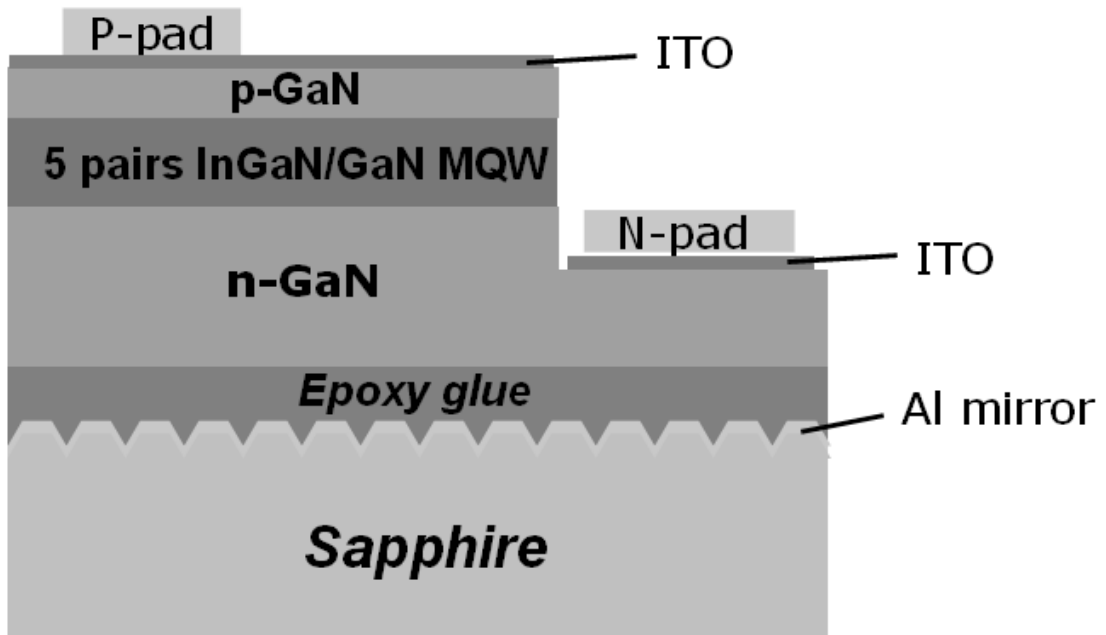 P-pad
ITO
p-GaN
5 pairs InGaN/GaN MQW
N-pad
ITO
n-GaN
Epoxy glue
Al mirror
Sapphire